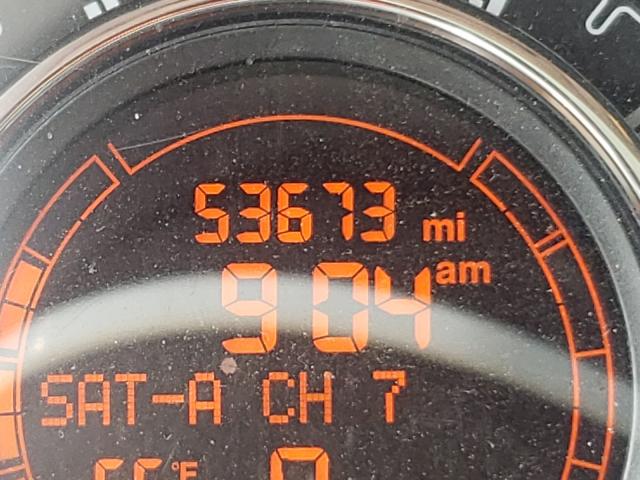 53673 mi
904 am
SAT-A CH 7
°F